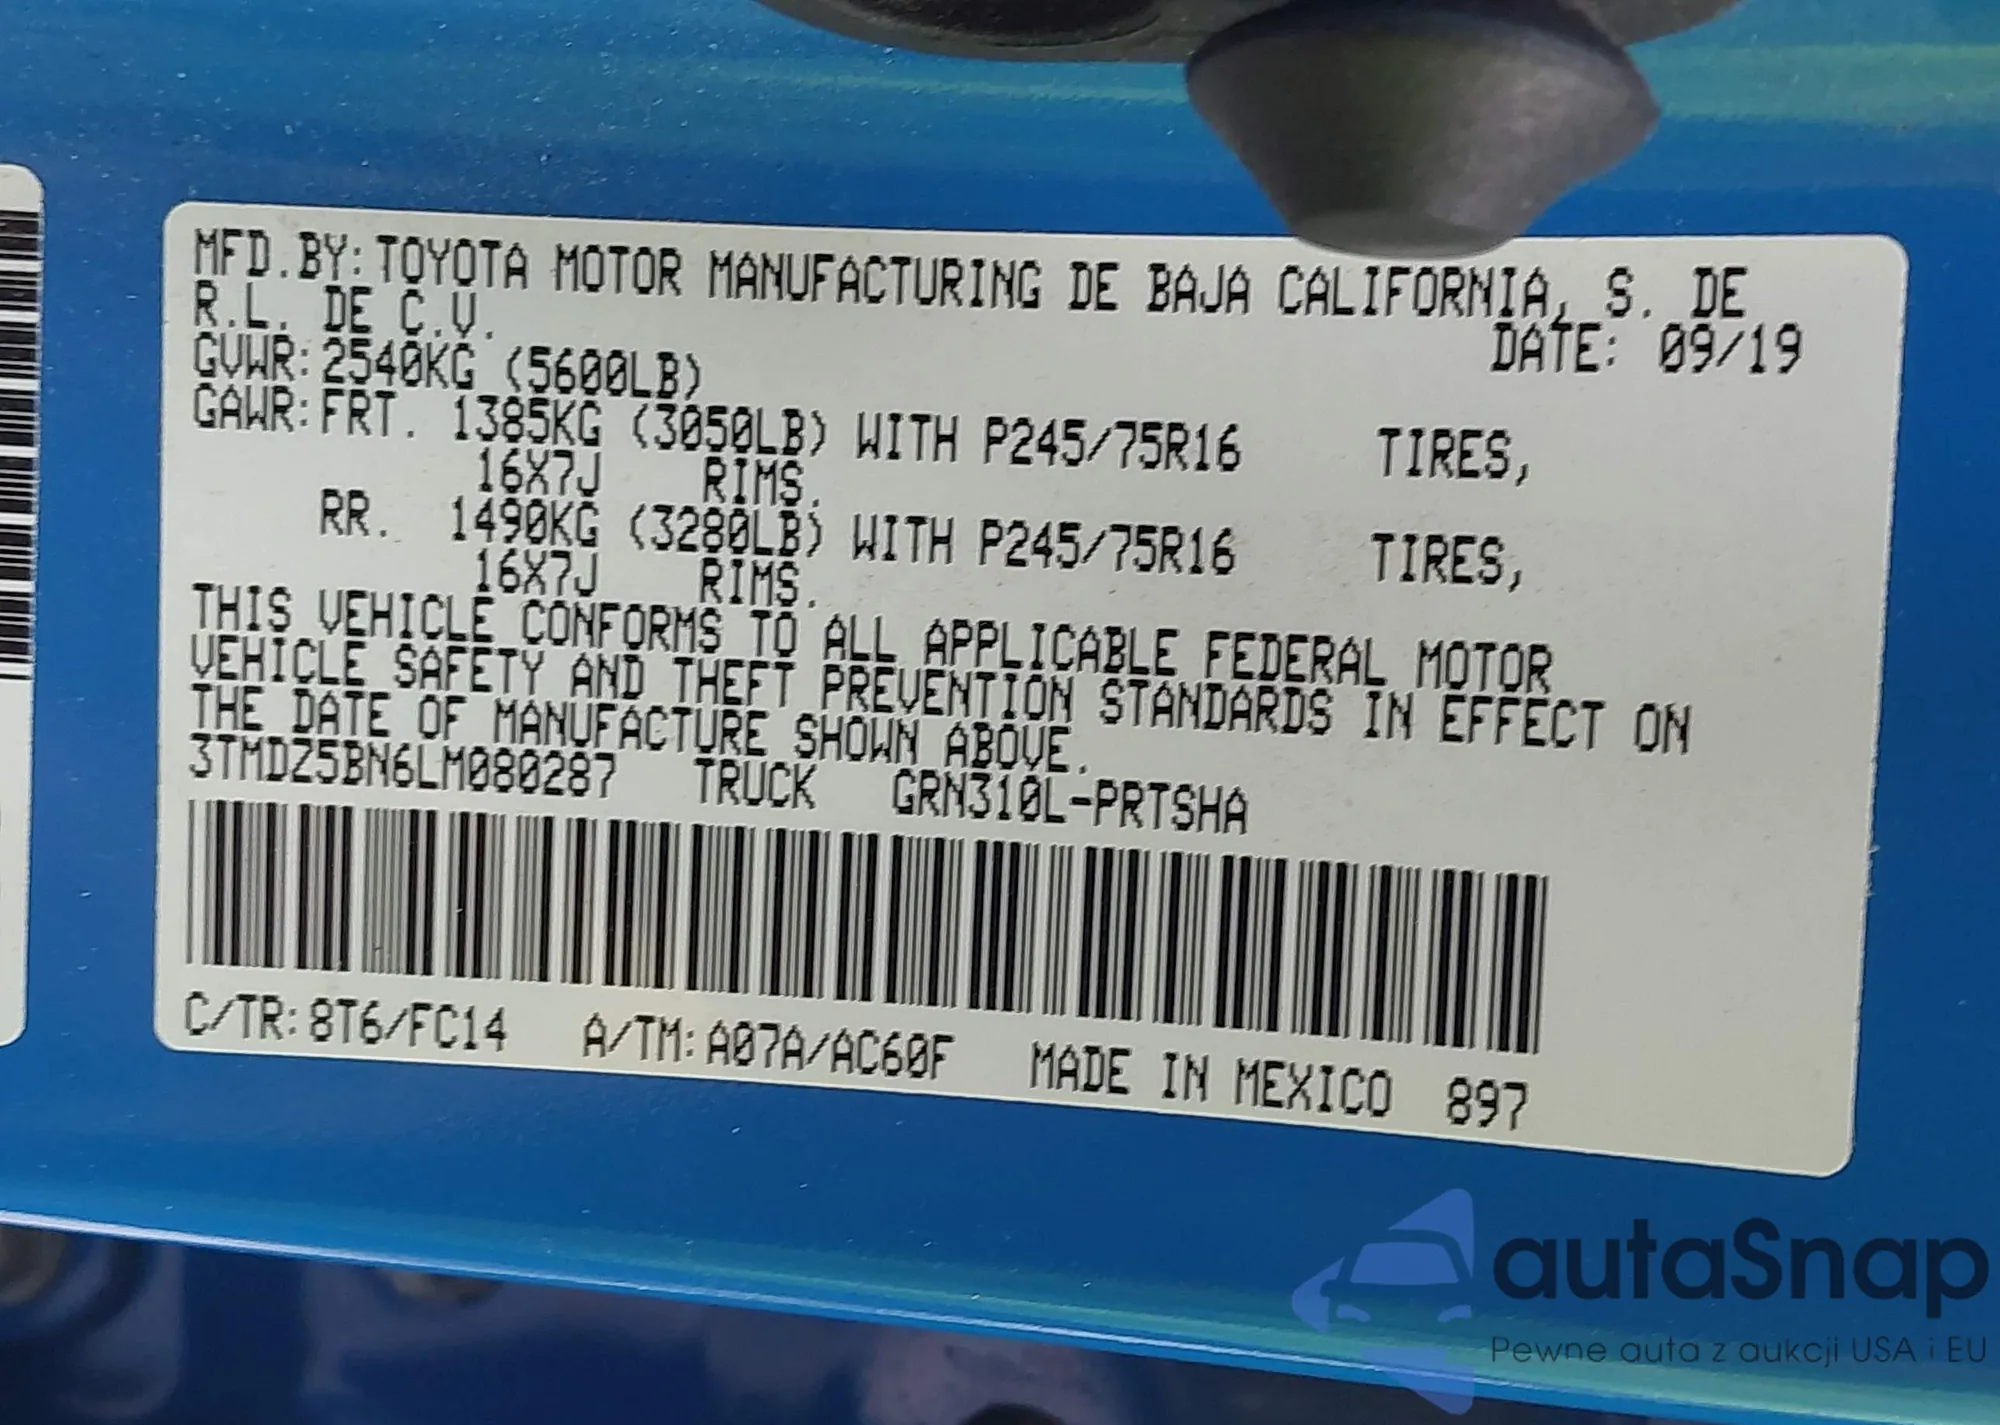 MFD.BY:TOYOTA MOTOR MANUFACTURING DE BAJA CALIFORNIA, S. DE
R.L. DE C.V.
DATE: 09/19
GVWR:2540KG (5600LB)
GAWR:FRT. 1385KG (3050LB) WITH P245/75R16 TIRES,
16X7J RIMS.
RR. 1490KG (3280LB) WITH P245/75R16 TIRES,
16X7J RIMS.
THIS VEHICLE CONFORMS TO ALL APPLICABLE FEDERAL MOTOR
VEHICLE SAFETY AND THEFT PREVENTION STANDARDS IN EFFECT ON
THE DATE OF MANUFACTURE SHOWN ABOVE.
3TMDZ5BN6LM080287 TRUCK GRN310L-PRTSHA
C/TR:8T6/FC14 A/TM:A07A/AC60F MADE IN MEXICO 897
autaSnap
Pewne auta z aukcji USA i EU